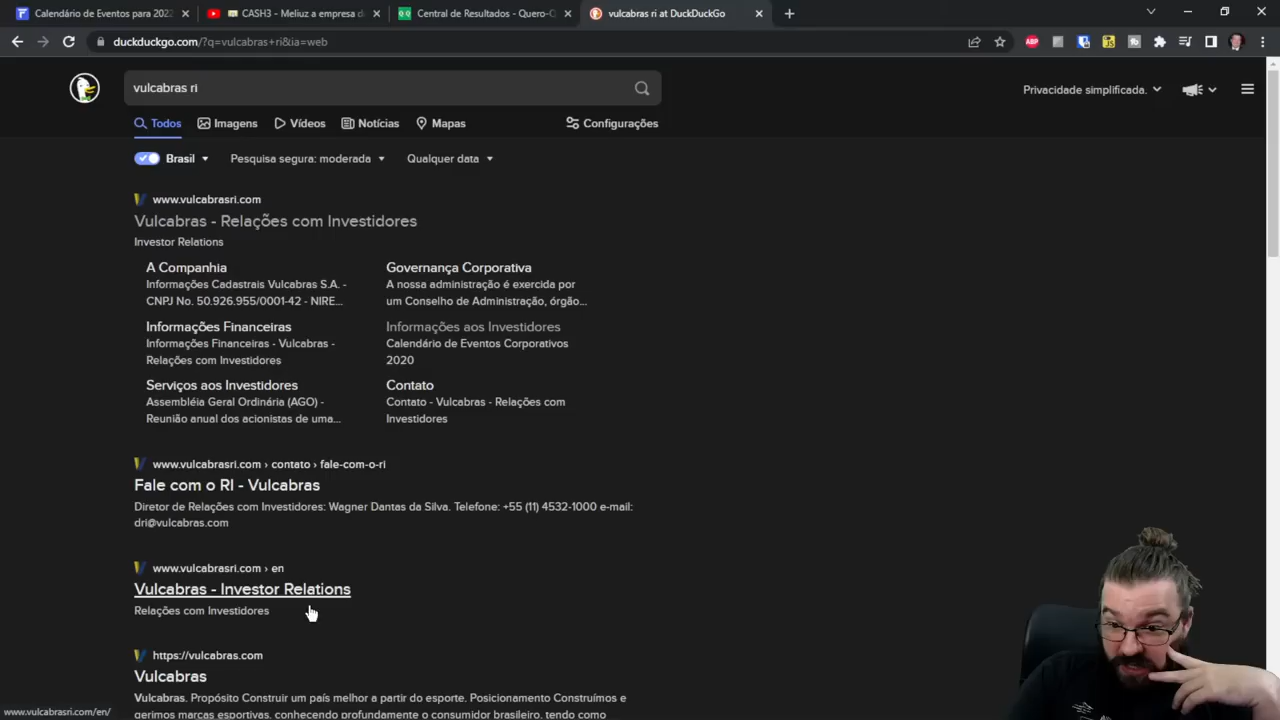 Calendário de Eventos para 2022
CASH3 - Meliuz a empresa d
Central de Resultados - Quero-Q
vulcabras ri at DuckDuckGo
duckduckgo.com/?q=vulcabras+ri&ia=web
vulcabras ri
Privacidade simplificada.
Todos
Imagens
Vídeos
Notícias
Mapas
Configurações
Brasil
Pesquisa segura: moderada
Qualquer data
www.vulcabrasri.com
Vulcabras - Relações com Investidores
Investor Relations
A Companhia
Informações Cadastrais Vulcabras S.A. -
CNPJ No. 50.926.955/0001-42 - NIRE...
Governança Corporativa
A nossa administração é exercida por
um Conselho de Administração, órgão...
Informações Financeiras
Informações Financeiras - Vulcabras -
Relações com Investidores
Informações aos Investidores
Calendário de Eventos Corporativos
2020
Serviços aos Investidores
Assembléia Geral Ordinária (AGO) -
Reunião anual dos acionistas de uma...
Contato
Contato - Vulcabras - Relações com
Investidores
www.vulcabrasri.com › contato › fale-com-o-ri
Fale com o RI - Vulcabras
Diretor de Relações com Investidores: Wagner Dantas da Silva. Telefone: +55 (11) 4532-1000 e-mail:
dri@vulcabras.com
www.vulcabrasri.com › en
Vulcabras - Investor Relations
Relações com Investidores
https://vulcabras.com
Vulcabras
Vulcabras. Propósito Construir um país melhor a partir do esporte. Posicionamento Construímos e
gerimos marcas esportivas, conhecendo profundamente o consumidor brasileiro, tendo como
www.vulcabrasri.com/en/